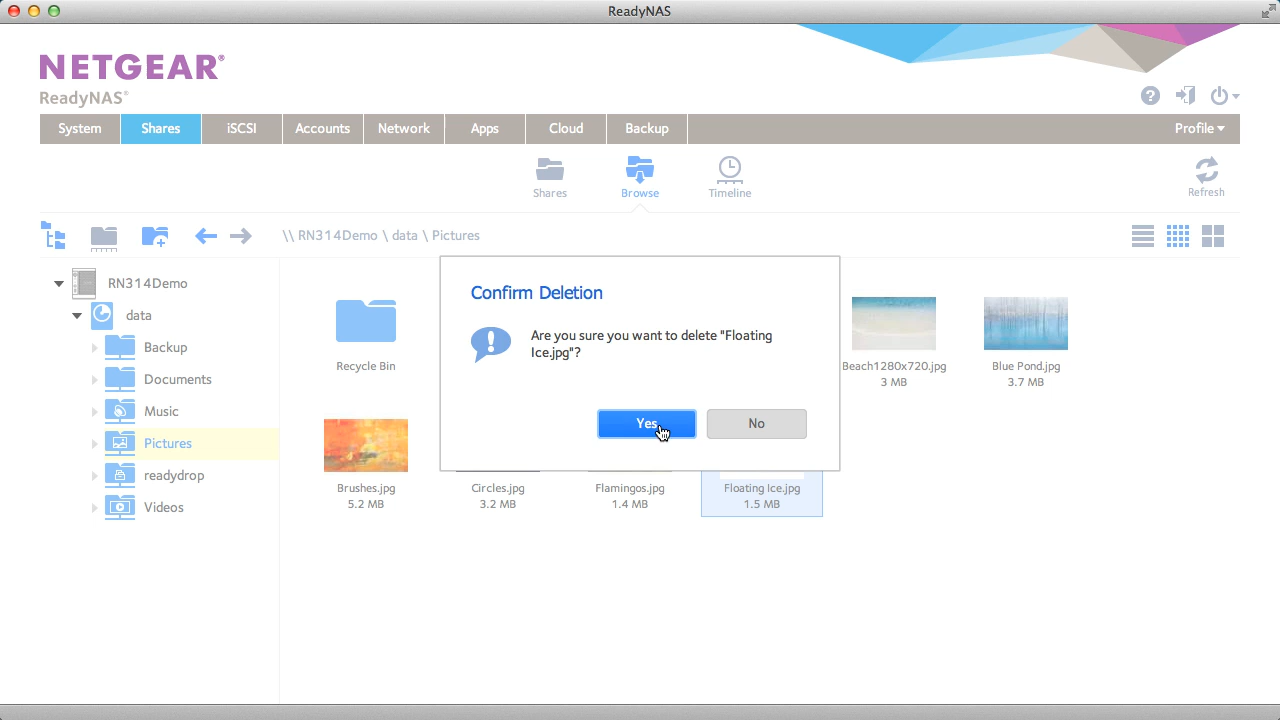 ReadyNAS
NETGEAR®
ReadyNAS®
System Shares iSCSI Accounts Network Apps Cloud Backup Profile
Shares Browse Timeline Refresh
\\ RN314Demo \ data \ Pictures
RN314Demo
data
Backup
Documents
Music
Pictures
readydrop
Videos
Recycle Bin
Beach1280x720.jpg
3 MB
Blue Pond.jpg
3.7 MB
Brushes.jpg
5.2 MB
Circles.jpg
3.2 MB
Flamingos.jpg
1.4 MB
Floating Ice.jpg
1.5 MB
Confirm Deletion
Are you sure you want to delete "Floating
Ice.jpg"?
Yes No